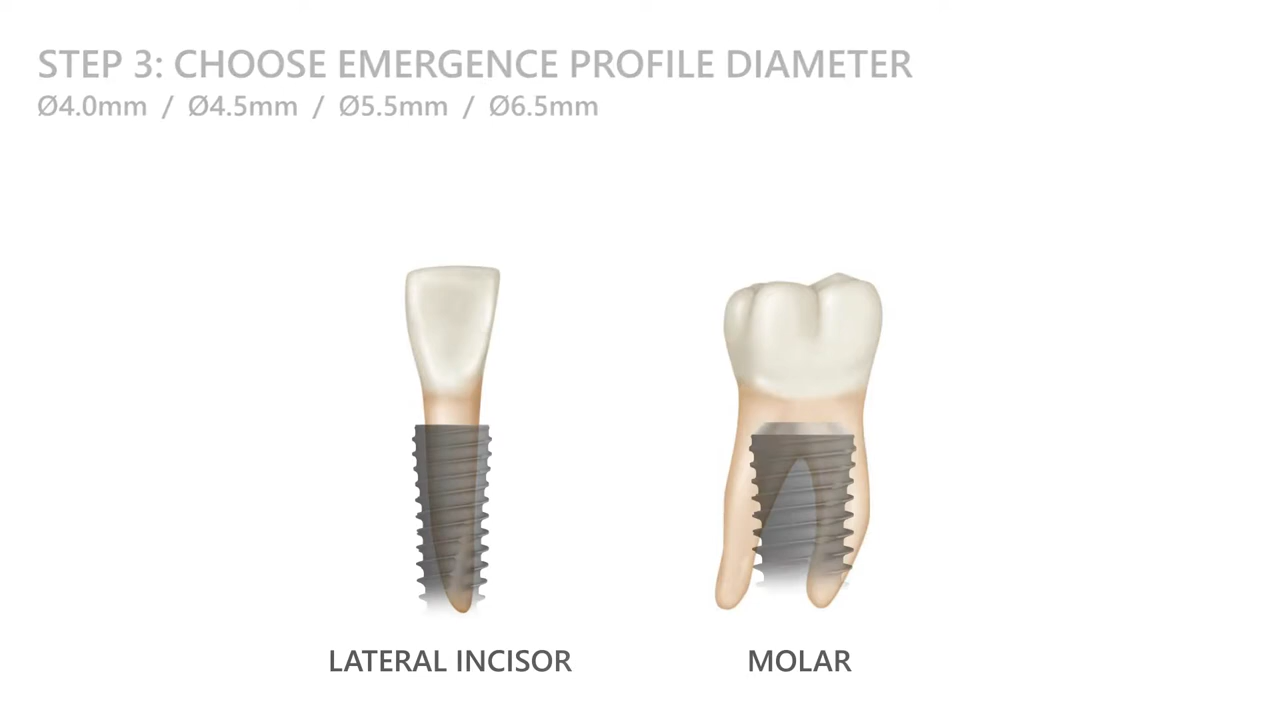 STEP 3: CHOOSE EMERGENCE PROFILE DIAMETER
Ø4.0mm / Ø4.5mm / Ø5.5mm / Ø6.5mm
LATERAL INCISOR
MOLAR